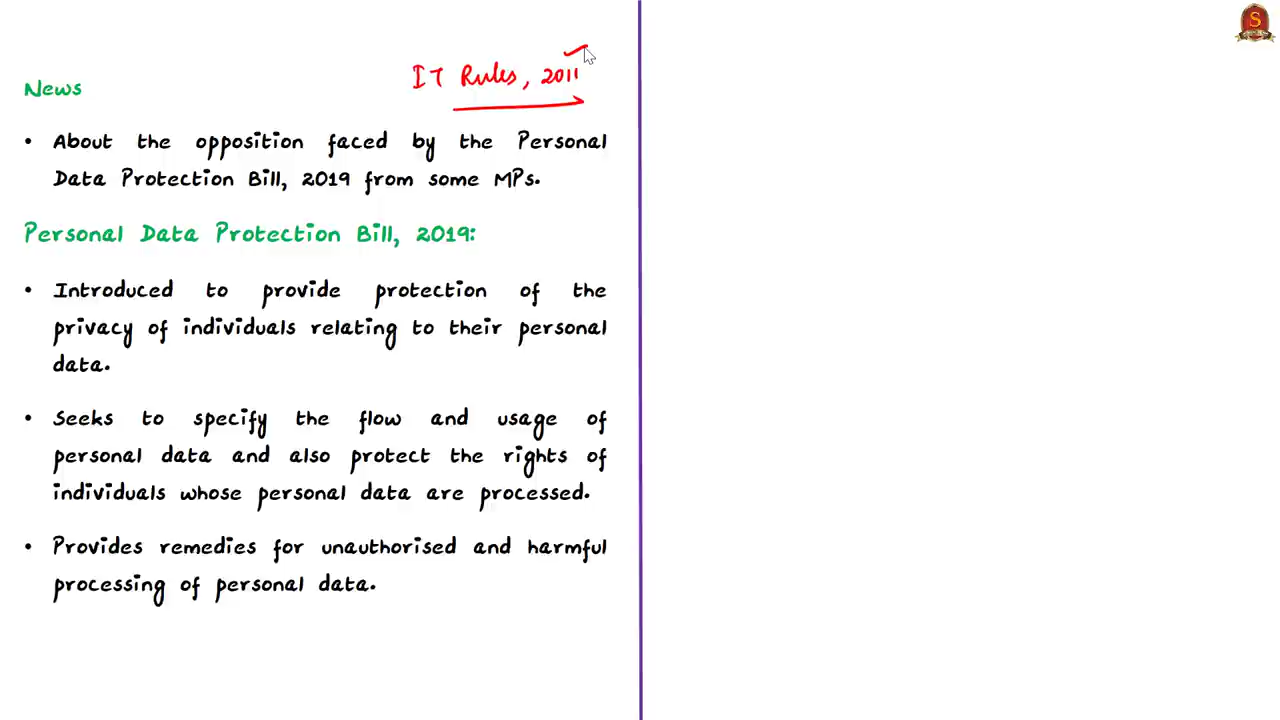 IT Rules, 2011
News
• About the opposition faced by the Personal
Data Protection Bill, 2019 from some MPs.
Personal Data Protection Bill, 2019:
• Introduced to provide protection of the
privacy of individuals relating to their personal
data.
• Seeks to specify the flow and usage of
personal data and also protect the rights of
individuals whose personal data are processed.
• Provides remedies for unauthorised and harmful
processing of personal data.
S